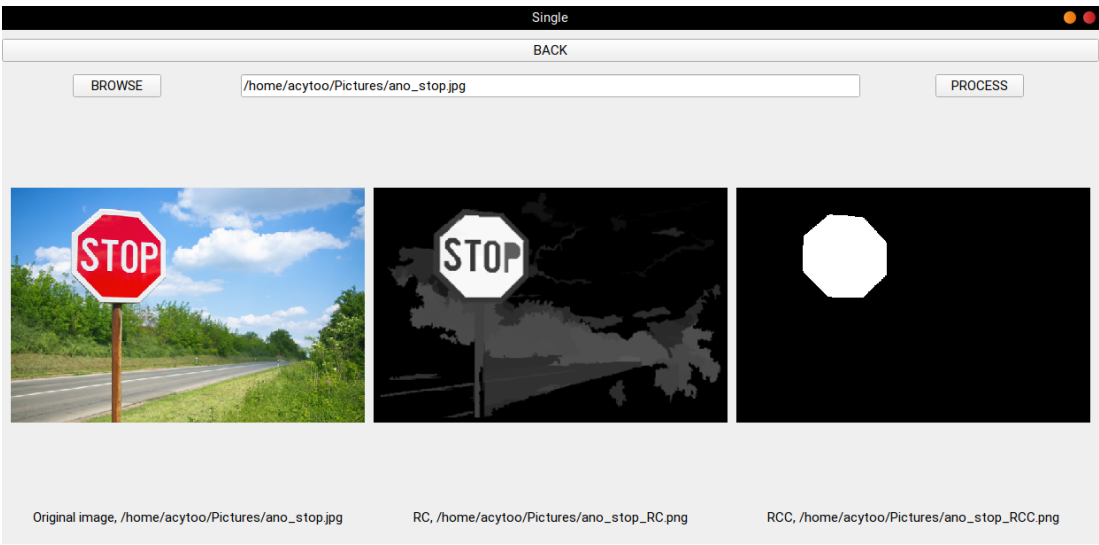 Single
BACK
BROWSE
/home/acytoo/Pictures/ano_stop.jpg
PROCESS
STOP
STOP
Original image, /home/acytoo/Pictures/ano_stop.jpg
RC, /home/acytoo/Pictures/ano_stop_RC.png
RCC, /home/acytoo/Pictures/ano_stop_RCC.png